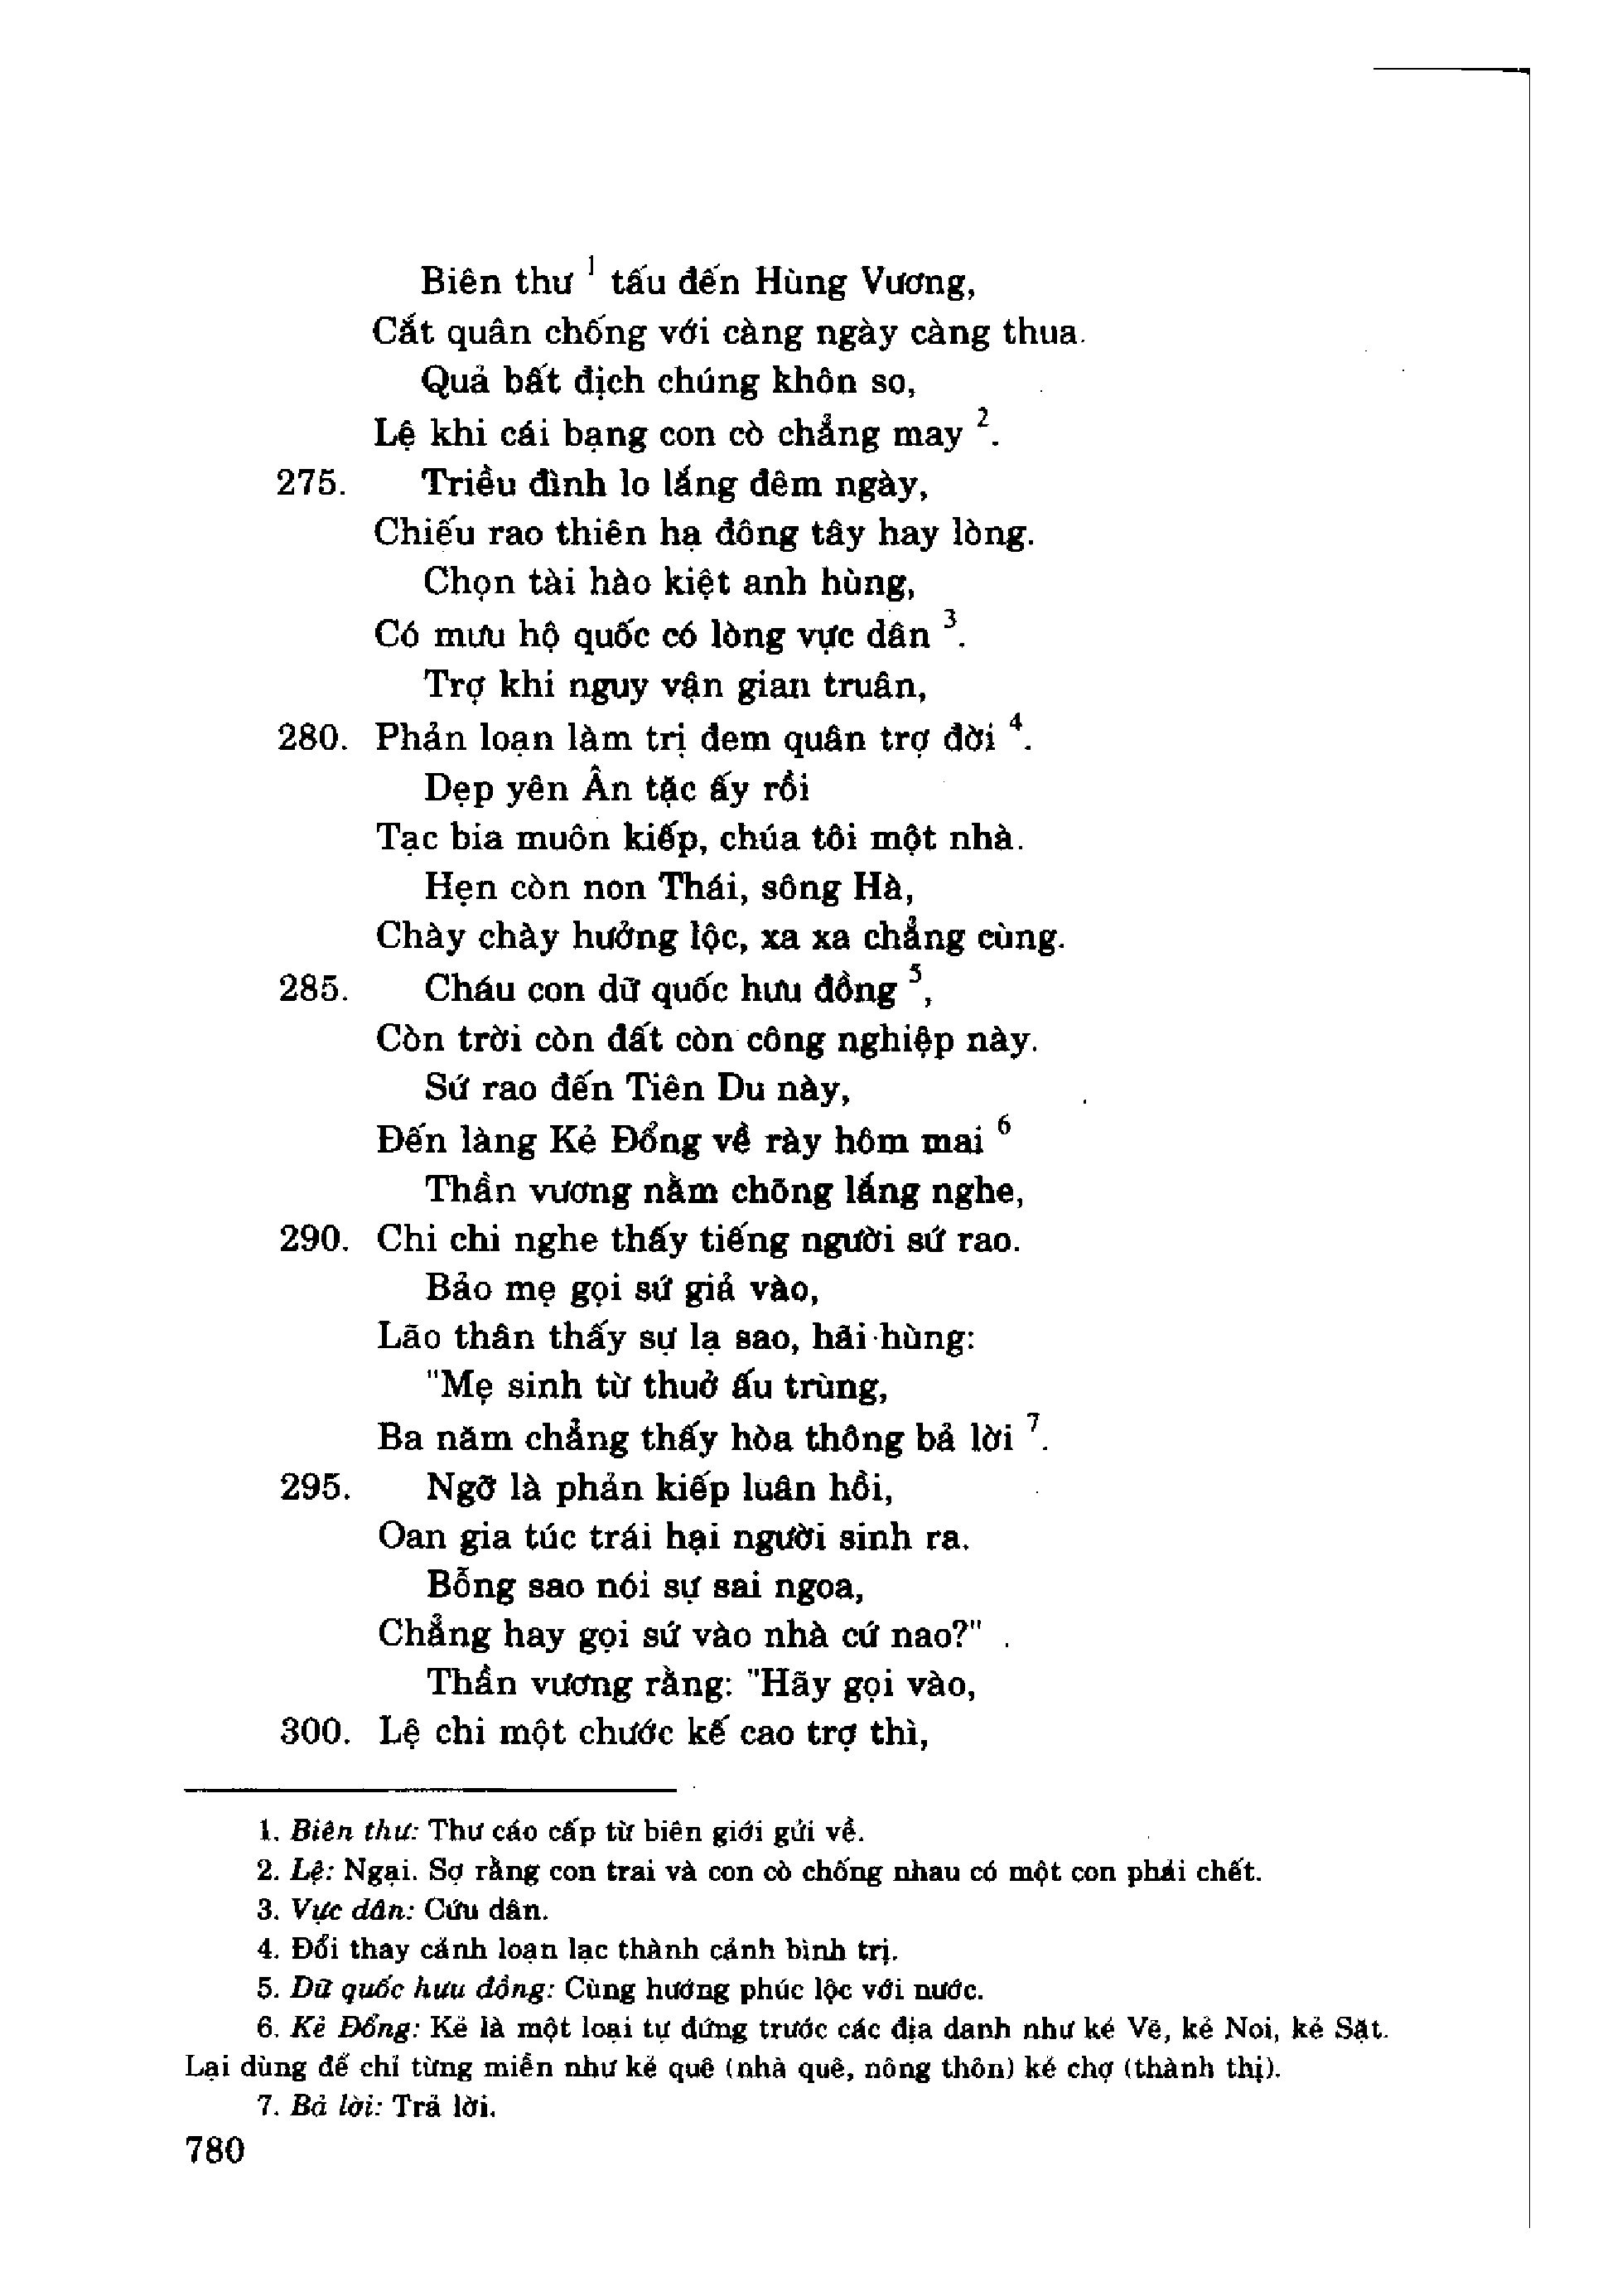 Biên thư ¹ tấu đến Hùng Vương,
Cắt quân chống với càng ngày càng thua.
Quả bất địch chúng khôn so,
Lệ khi cái bạng con cò chẳng may ².
275. Triều đình lo lắng đêm ngày,
Chiếu rao thiên hạ đông tây hay lòng.
Chọn tài hào kiệt anh hùng,
Có mưu hộ quốc có lòng vực dân ³.
Trợ khi nguy vận gian truân,
280. Phản loạn làm trị đem quân trợ đời ⁴.
Dẹp yên Ân tặc ấy rồi
Tạc bia muôn kiếp, chúa tôi một nhà.
Hẹn còn non Thái, sông Hà,
Chày chày hưởng lộc, xa xa chẳng cùng.
285. Cháu con dữ quốc hưu đồng ⁵,
Còn trời còn đất còn công nghiệp này.
Sứ rao đến Tiên Du này,
Đến làng Kẻ Đổng về rày hôm mai ⁶
Thần vương nằm chõng lắng nghe,
290. Chi chi nghe thấy tiếng người sứ rao.
Bảo mẹ gọi sứ giả vào,
Lão thân thấy sự lạ sao, hãi hùng:
"Mẹ sinh từ thuở ấu trùng,
Ba năm chẳng thấy hòa thông bả lời ⁷.
295. Ngỡ là phản kiếp luân hồi,
Oan gia túc trái hại người sinh ra.
Bỗng sao nói sự sai ngoa,
Chẳng hay gọi sứ vào nhà cứ nao?" .
Thần vương rằng: "Hãy gọi vào,
300. Lệ chi một chước kế cao trợ thì,
1. Biên thư: Thư cáo cấp từ biên giới gửi về.
2. Lệ: Ngại. Sợ rằng con trai và con cò chống nhau có một con phải chết.
3. Vực dân: Cứu dân.
4. Đổi thay cảnh loạn lạc thành cảnh bình trị.
5. Dữ quốc hưu đồng: Cùng hưởng phúc lộc với nước.
6. Kẻ Đổng: Kẻ là một loại tự đứng trước các địa danh như kẻ Vẽ, kẻ Noi, kẻ Sặt.
Lại dùng để chỉ từng miền như kẻ quê (nhà quê, nông thôn) kẻ chợ (thành thị).
7. Bả lời: Trả lời.
780